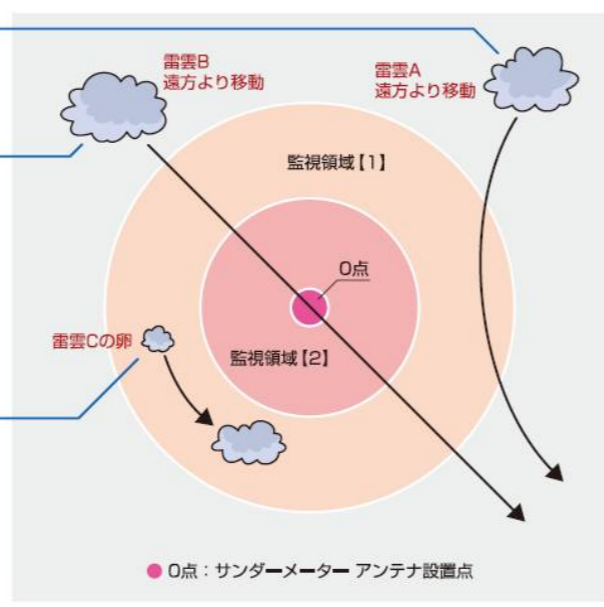 雷雲B
遠方より移動
雷雲A
遠方より移動
監視領域【1】
0点
雷雲Cの卵
監視領域【2】
● 0点：サンダーメーター アンテナ設置点